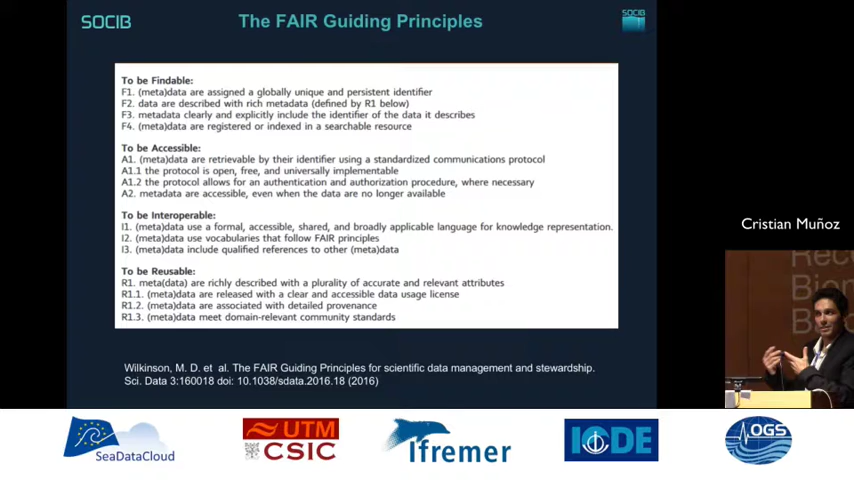 SOCIB
The FAIR Guiding Principles
SOCIB
To be Findable:
F1. (meta)data are assigned a globally unique and persistent identifier
F2. data are described with rich metadata (defined by R1 below)
F3. metadata clearly and explicitly include the identifier of the data it describes
F4. (meta)data are registered or indexed in a searchable resource
To be Accessible:
A1. (meta)data are retrievable by their identifier using a standardized communications protocol
A1.1 the protocol is open, free, and universally implementable
A1.2 the protocol allows for an authentication and authorization procedure, where necessary
A2. metadata are accessible, even when the data are no longer available
To be Interoperable:
I1. (meta)data use a formal, accessible, shared, and broadly applicable language for knowledge representation.
I2. (meta)data use vocabularies that follow FAIR principles
I3. (meta)data include qualified references to other (meta)data
To be Reusable:
R1. meta(data) are richly described with a plurality of accurate and relevant attributes
R1.1. (meta)data are released with a clear and accessible data usage license
R1.2. (meta)data are associated with detailed provenance
R1.3. (meta)data meet domain-relevant community standards
Wilkinson, M. D. et al. The FAIR Guiding Principles for scientific data management and stewardship.
Sci. Data 3:160018 doi: 10.1038/sdata.2016.18 (2016)
Cristian Muñoz
SeaDataCloud
UTM
CSIC
Ifremer
IODE
OGS